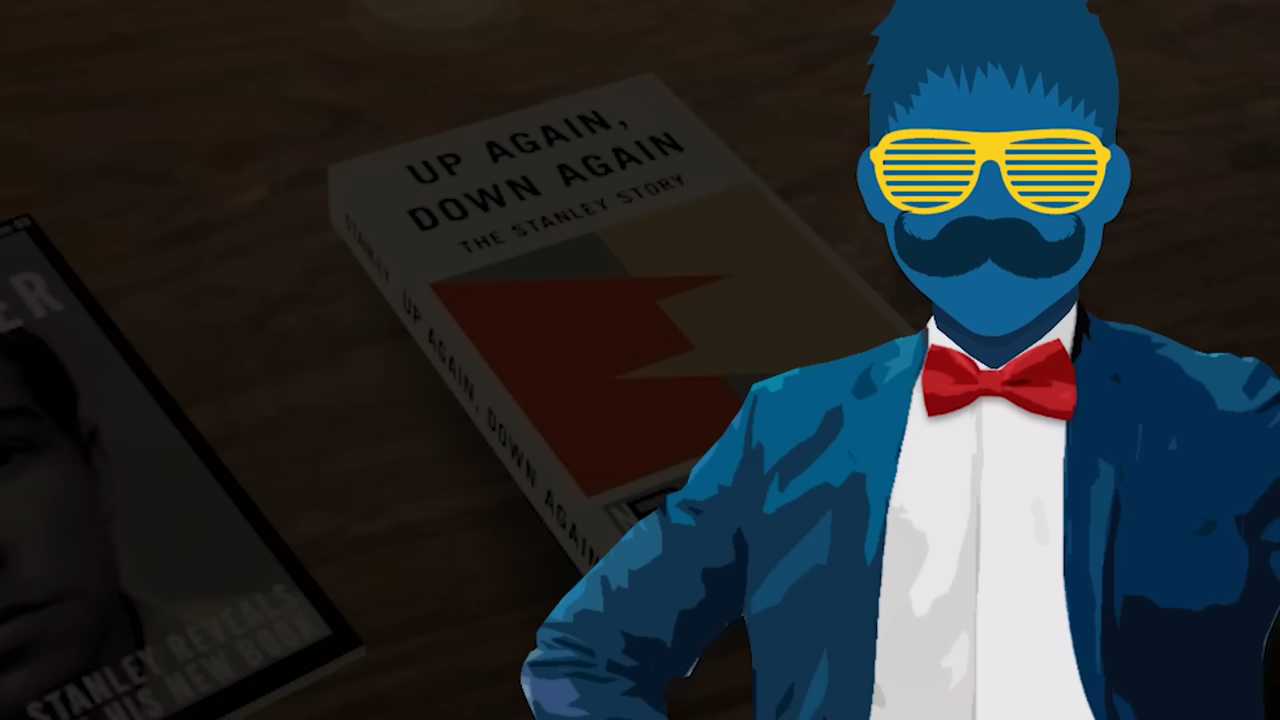 ER
STANLEY REVEALS
HIS NEW BOOK
UP AGAIN,
DOWN AGAIN
THE STANLEY STORY
STANLEY UP AGAIN, DOWN AGAIN